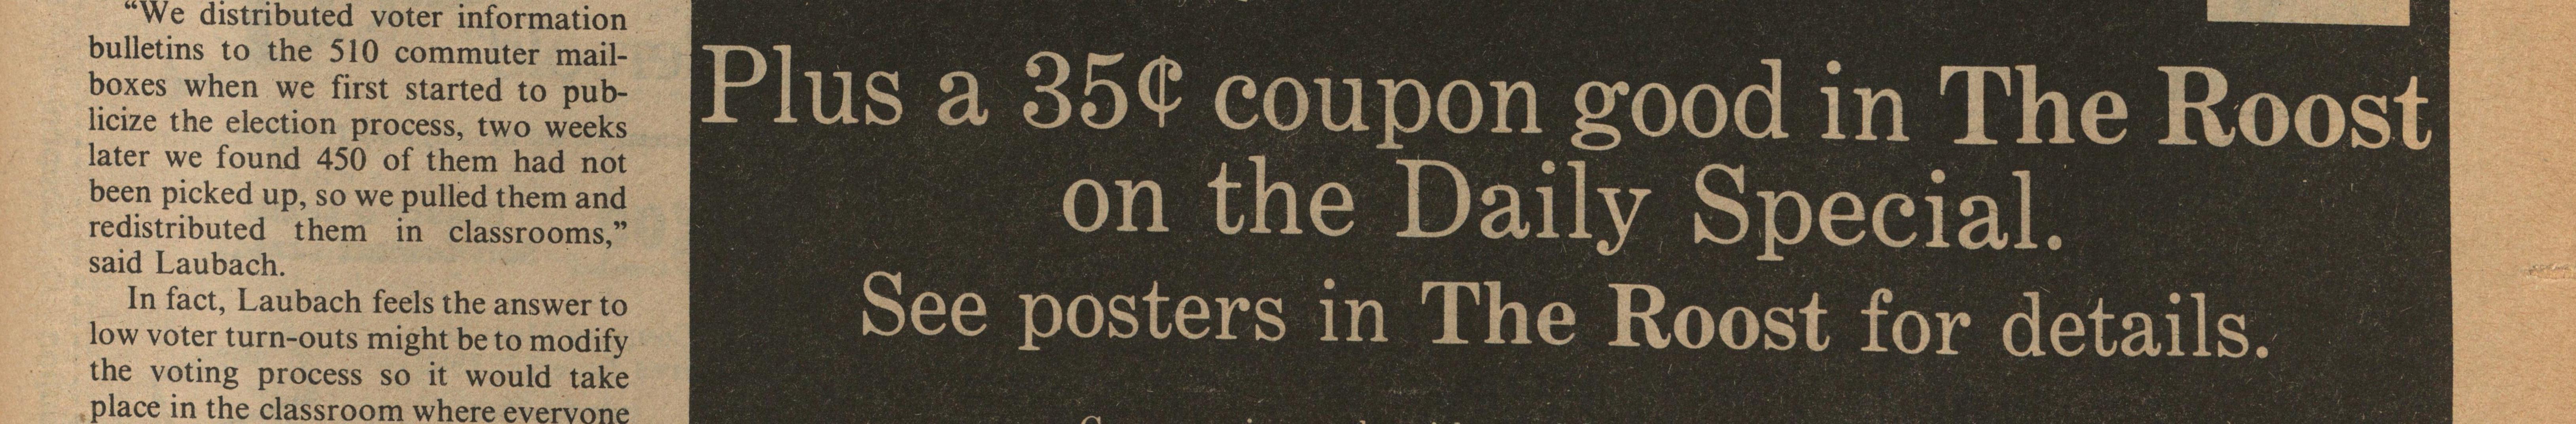 “We distributed voter information
bulletins to the 510 commuter mail-
boxes when we first started to pub-
licize the election process, two weeks
later we found 450 of them had not
been picked up, so we pulled them and
redistributed them in classrooms,”
said Laubach.
In fact, Laubach feels the answer to
low voter turn-outs might be to modify
the voting process so it would take
place in the classroom where everyone
Plus a 35¢ coupon good in The Roost
on the Daily Special.
See posters in The Roost for details.